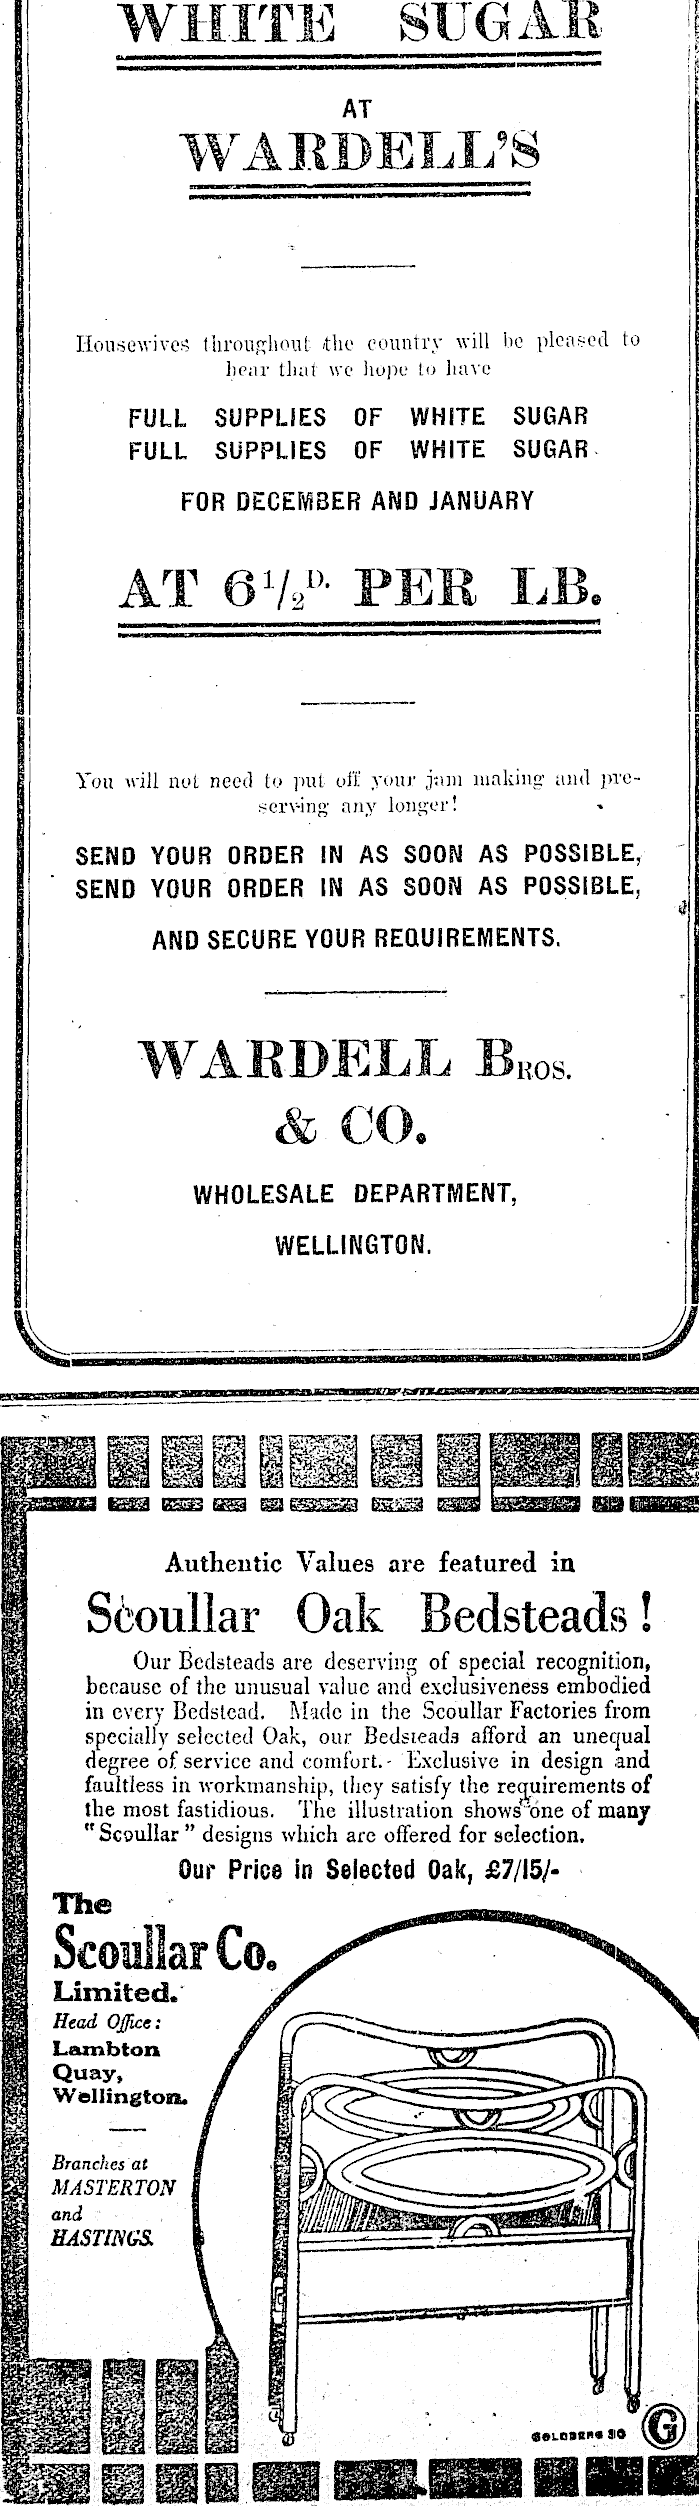 WHITE SUGAR
AT
WARDELL'S
Housewives throughout the country will be pleased to
hear that we hope to have
FULL SUPPLIES OF WHITE SUGAR
FULL SUPPLIES OF WHITE SUGAR
FOR DECEMBER AND JANUARY
AT 6 1/2 D. PER LB.
You will not need to put off your jam making and pre-
serving any longer!
SEND YOUR ORDER IN AS SOON AS POSSIBLE,
SEND YOUR ORDER IN AS SOON AS POSSIBLE,
AND SECURE YOUR REQUIREMENTS.
WARDELL BROS.
& CO.
WHOLESALE DEPARTMENT,
WELLINGTON.
Authentic Values are featured in
Scoullar Oak Bedsteads!
Our Bedsteads are deserving of special recognition,
because of the unusual value and exclusiveness embodied
in every Bedstead. Made in the Scoullar Factories from
specially selected Oak, our Bedsteads afford an unequal
degree of service and comfort. Exclusive in design and
faultless in workmanship, they satisfy the requirements of
the most fastidious. The illustration shows one of many
"Scoullar" designs which are offered for selection.
Our Price in Selected Oak, £7/15/-
The
Scoullar Co.
Limited.
Head Office:
Lambton
Quay,
Wellington.
Branches at
MASTERTON
and
HASTINGS.
GOLDBERG 30 G